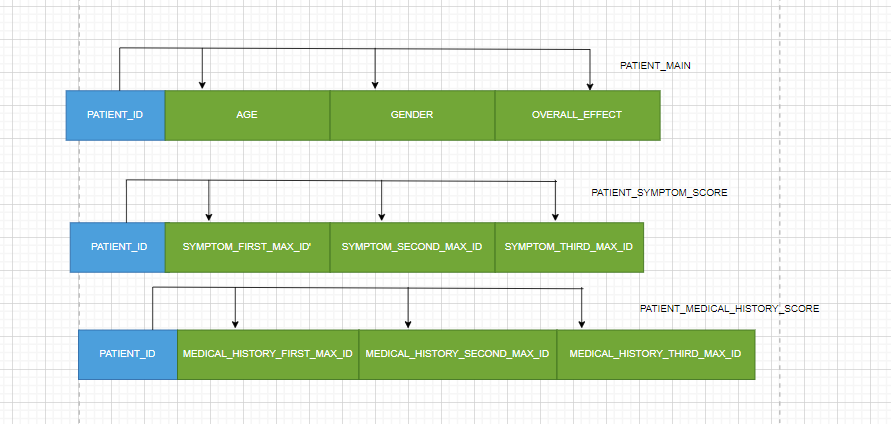 PATIENT_MAIN
PATIENT_ID
AGE
GENDER
OVERALL_EFFECT
PATIENT_SYMPTOM_SCORE
PATIENT_ID
SYMPTOM_FIRST_MAX_ID'
SYMPTOM_SECOND_MAX_ID
SYMPTOM_THIRD_MAX_ID
PATIENT_MEDICAL_HISTORY_SCORE
PATIENT_ID
MEDICAL_HISTORY_FIRST_MAX_ID
MEDICAL_HISTORY_SECOND_MAX_ID
MEDICAL_HISTORY_THIRD_MAX_ID